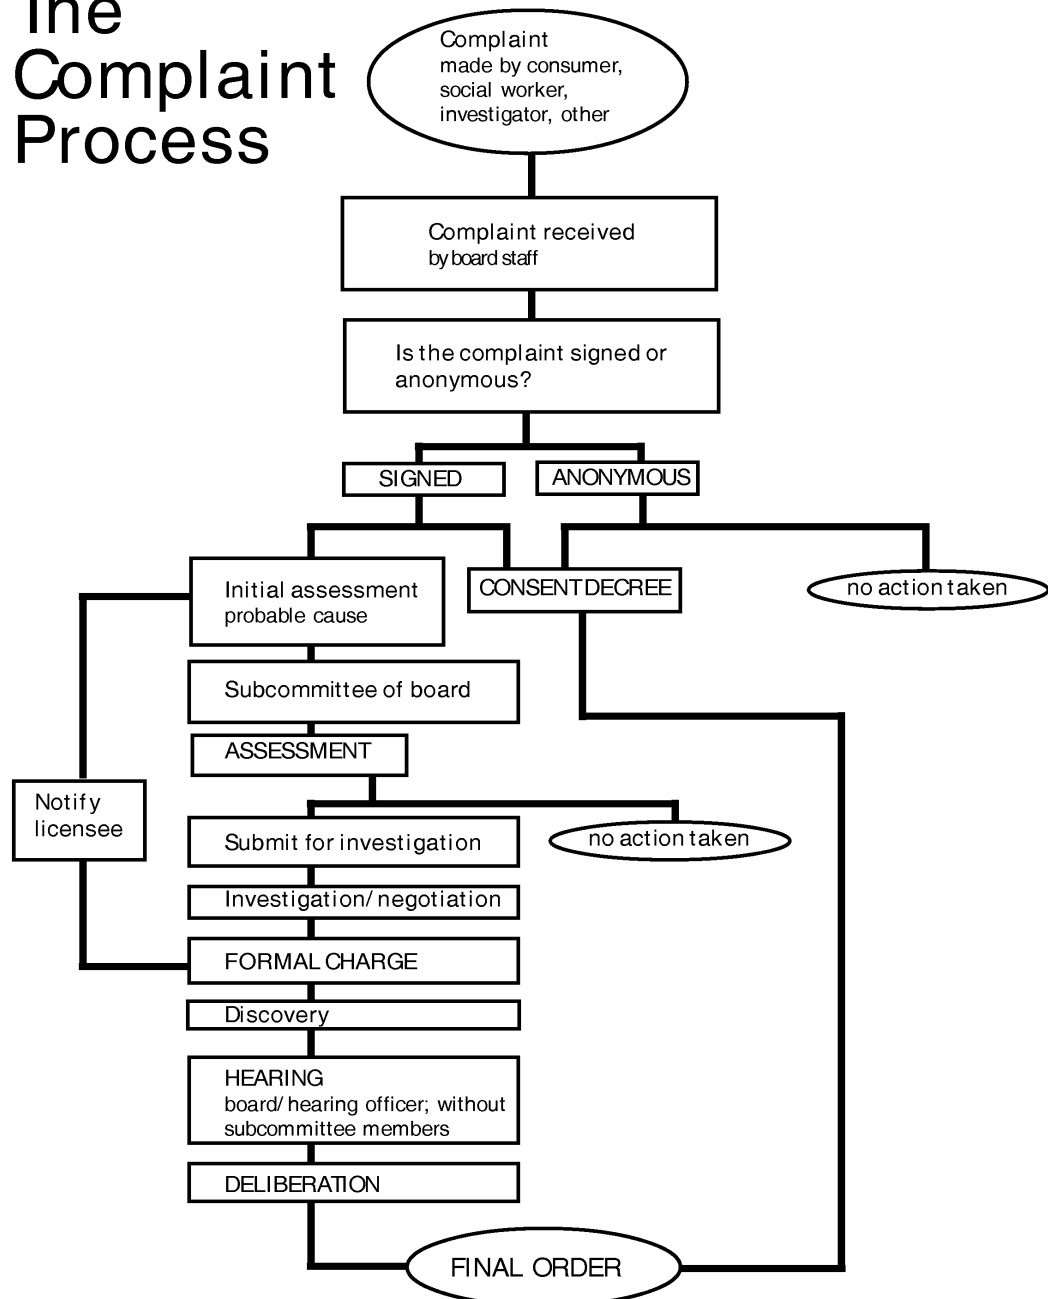 The
Complaint
Process
Complaint
made by consumer,
social worker,
investigator, other
Complaint received
by board staff
Is the complaint signed or
anonymous?
SIGNED
ANONYMOUS
Initial assessment
probable cause
CONSENT DECREE
no action taken
Subcommittee of board
ASSESSMENT
Notify
licensee
Submit for investigation
no action taken
Investigation/ negotiation
FORMAL CHARGE
Discovery
HEARING
board/ hearing officer; without
subcommittee members
DELIBERATION
FINAL ORDER